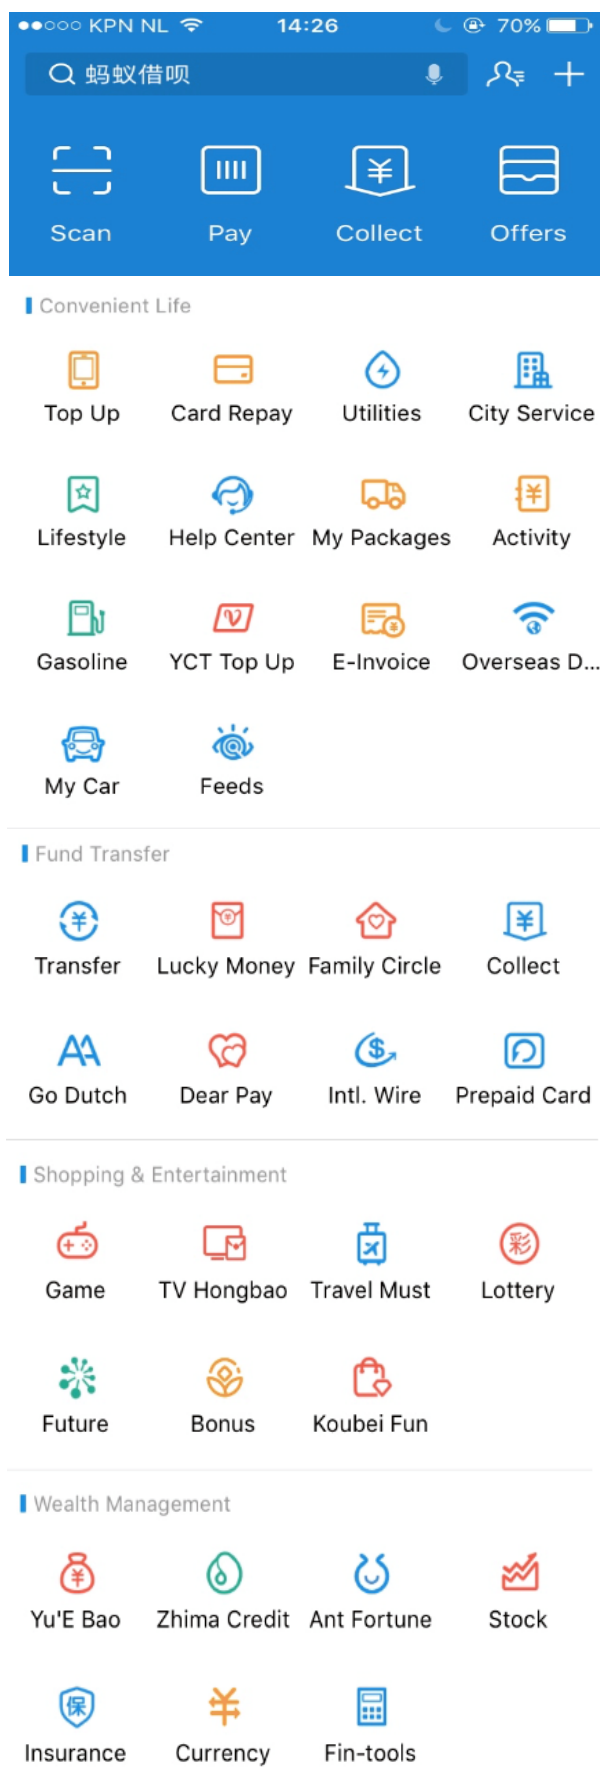 KPN NL 14:26 70%
蚂蚁借呗
Scan Pay Collect Offers
Convenient Life
Top Up Card Repay Utilities City Service
Lifestyle Help Center My Packages Activity
Gasoline YCT Top Up E-Invoice Overseas D...
My Car Feeds
Fund Transfer
Transfer Lucky Money Family Circle Collect
Go Dutch Dear Pay Intl. Wire Prepaid Card
Shopping & Entertainment
彩
Game TV Hongbao Travel Must Lottery
Future Bonus Koubei Fun
Wealth Management
Yu'E Bao Zhima Credit Ant Fortune Stock
保
Insurance Currency Fin-tools